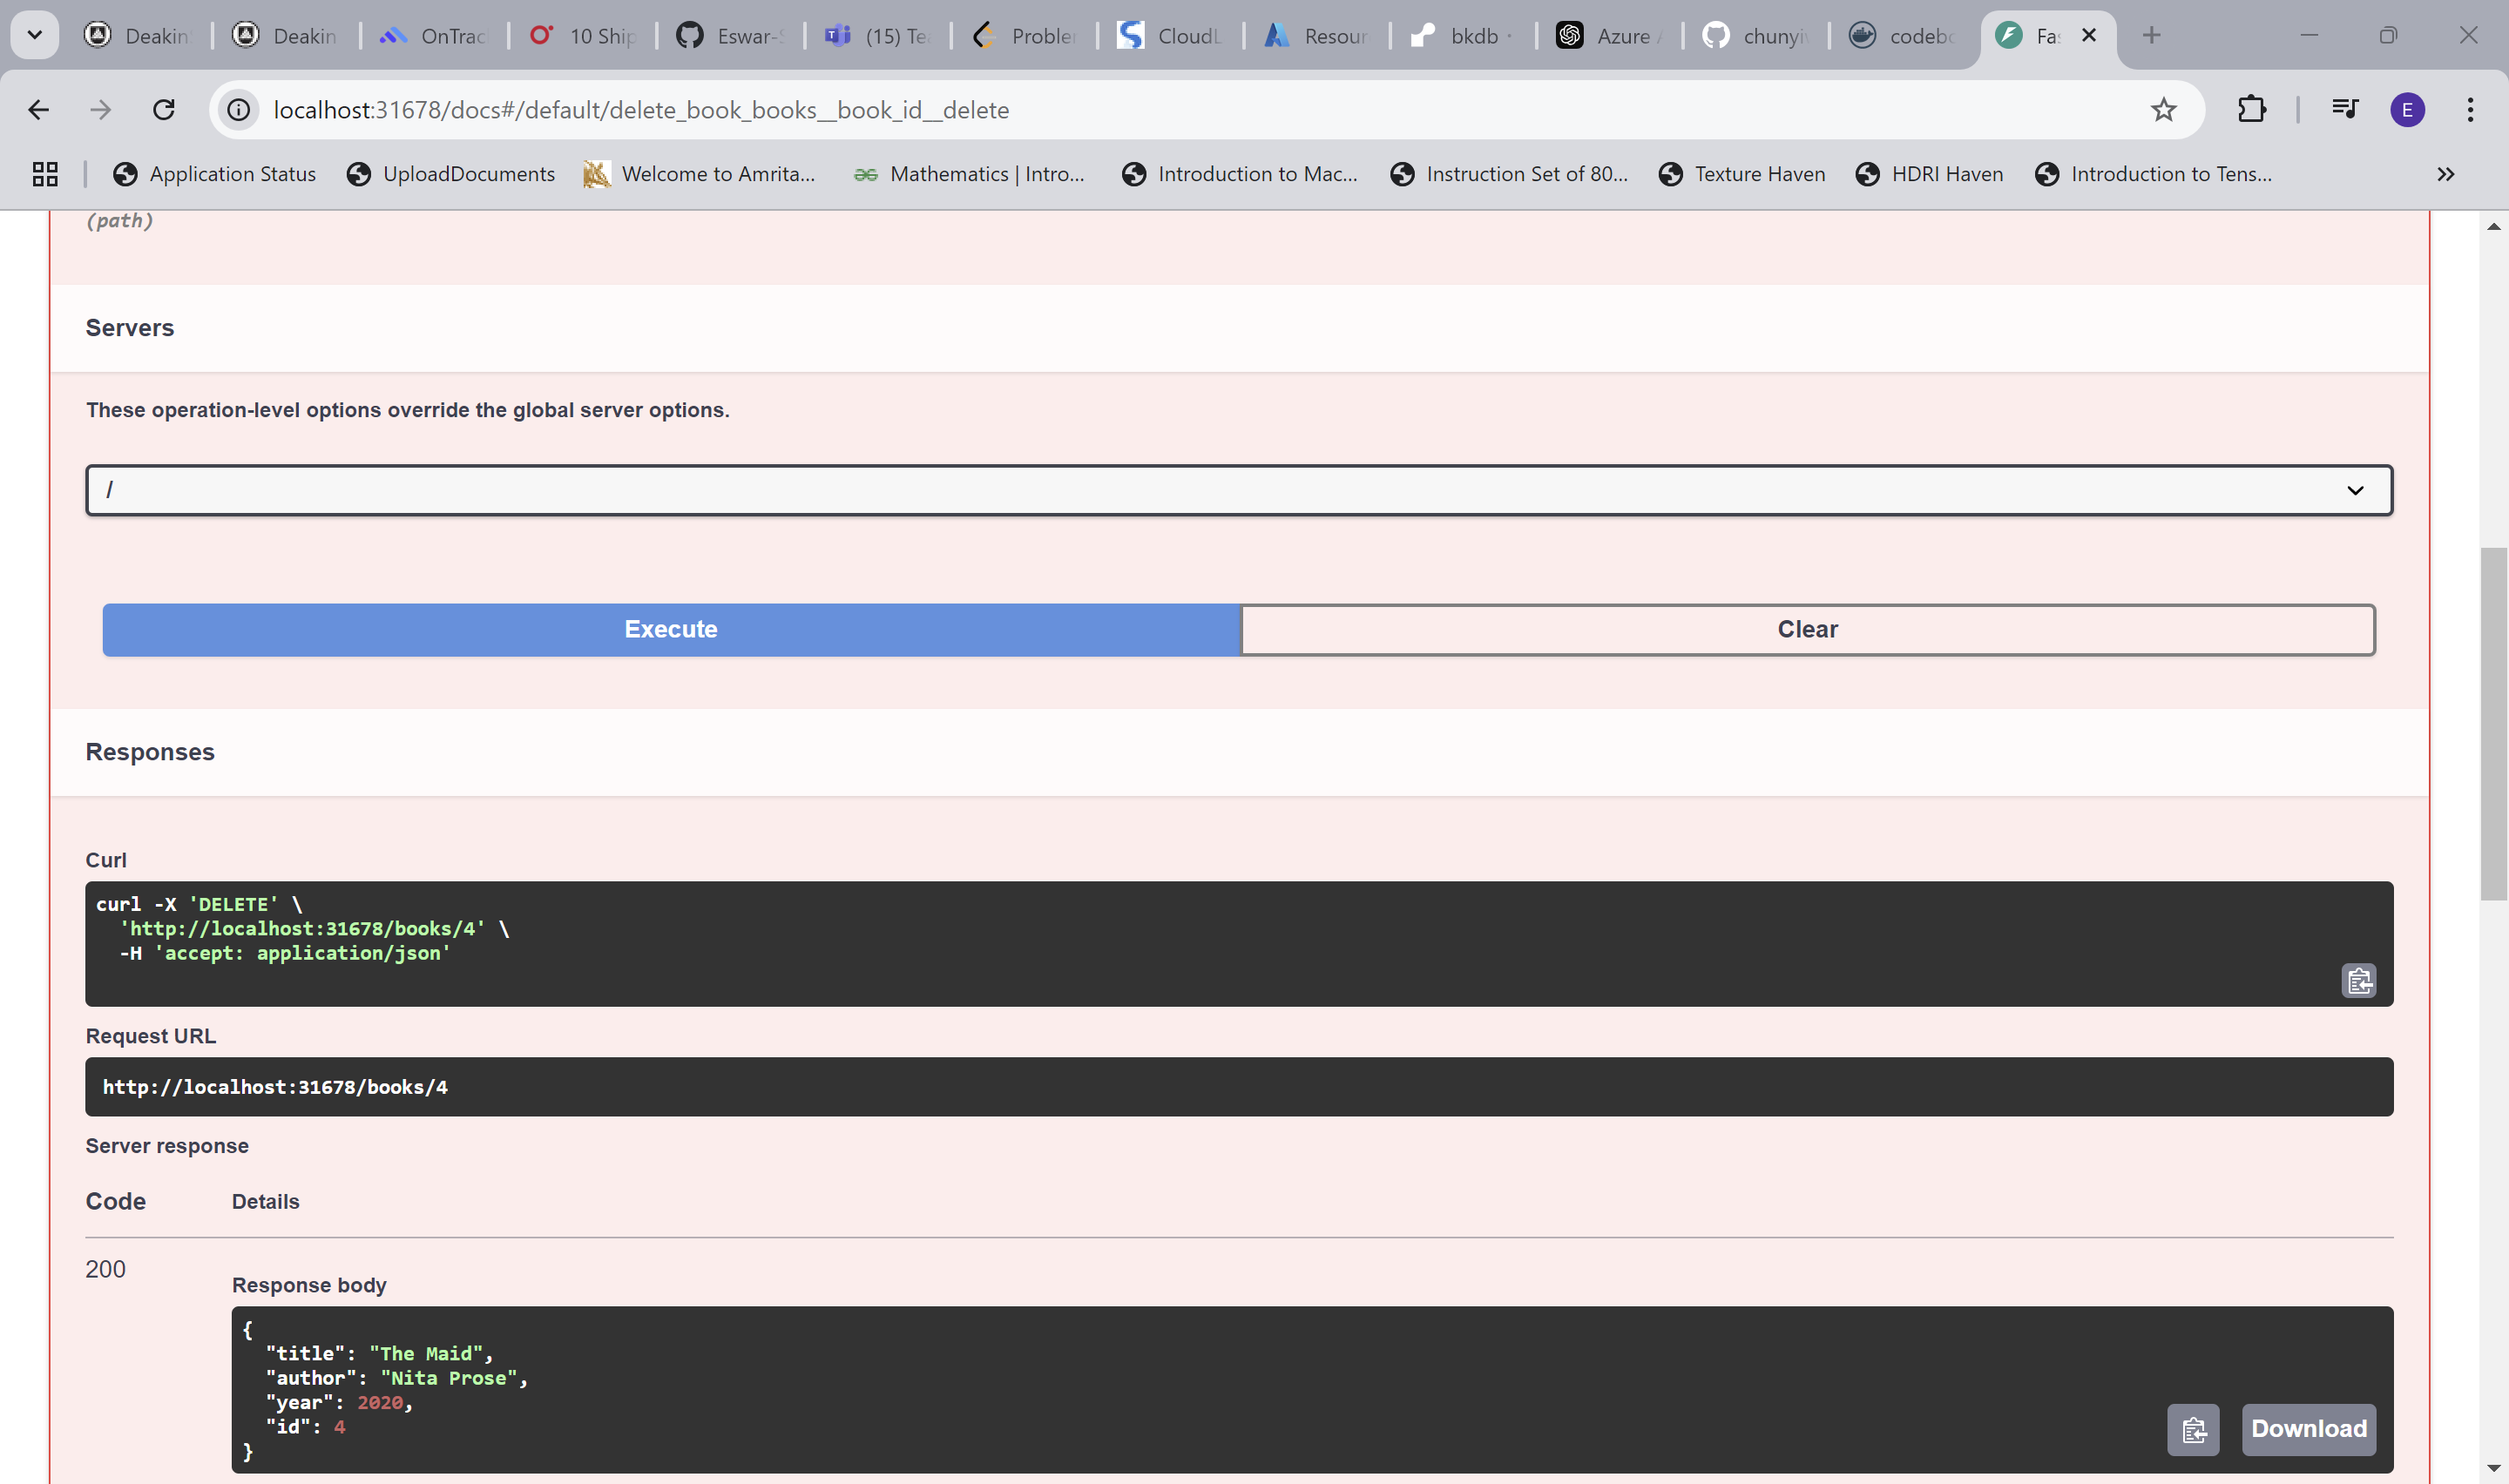 Deakin
Deakin
OnTrac
10 Ship
Eswar-S
(15) Te
Probler
CloudL
Resour
bkdb
Azure
chunyi
codebo
Fas
localhost:31678/docs#/default/delete_book_books__book_id__delete
E
Application Status
UploadDocuments
Welcome to Amrita...
Mathematics | Intro...
Introduction to Mac...
Instruction Set of 80...
Texture Haven
HDRI Haven
Introduction to Tens...
(path)
Servers
These operation-level options override the global server options.
/
Execute
Clear
Responses
Curl
curl -X 'DELETE' \
'http://localhost:31678/books/4' \
-H 'accept: application/json'
Request URL
http://localhost:31678/books/4
Server response
Code
Details
200
Response body
{
"title": "The Maid",
"author": "Nita Prose",
"year": 2020,
"id": 4
}
Download